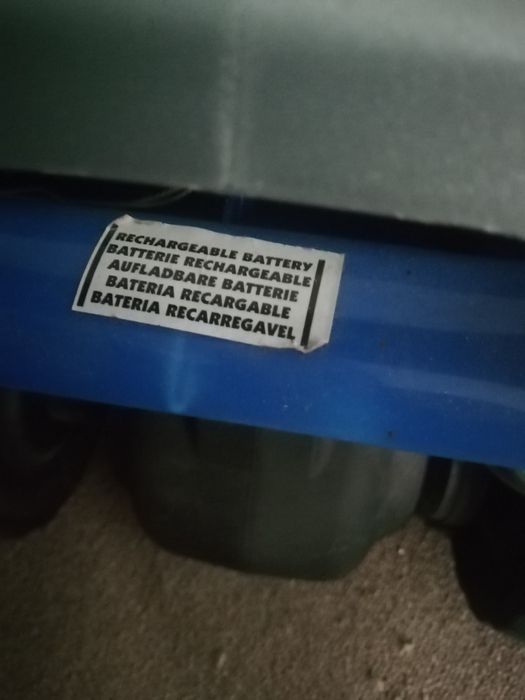 RECHARGEABLE BATTERY
BATTERIE RECHARGEABLE
AUFLADBARE BATTERIE
BATERIA RECARGABLE
BATERIA RECARREGAVEL